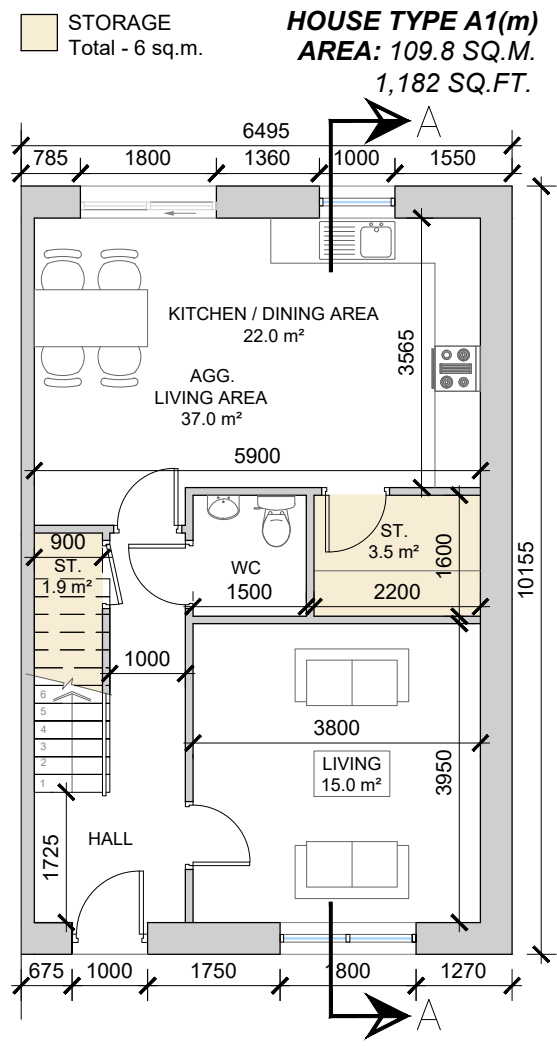 STORAGE
Total - 6 sq.m.
HOUSE TYPE A1(m)
AREA: 109.8 SQ.M.
1,182 SQ.FT.
A
6495
785 1800 1360 1000 1550
KITCHEN / DINING AREA
22.0 m²
3565
AGG.
LIVING AREA
37.0 m²
5900
900
ST.
1.9 m²
WC
1500
ST.
3.5 m²
1600
2200
10155
1000
6
5
4
3
2
1
3800
LIVING
15.0 m²
3950
HALL
1725
675 1000 1750 1800 1270
A